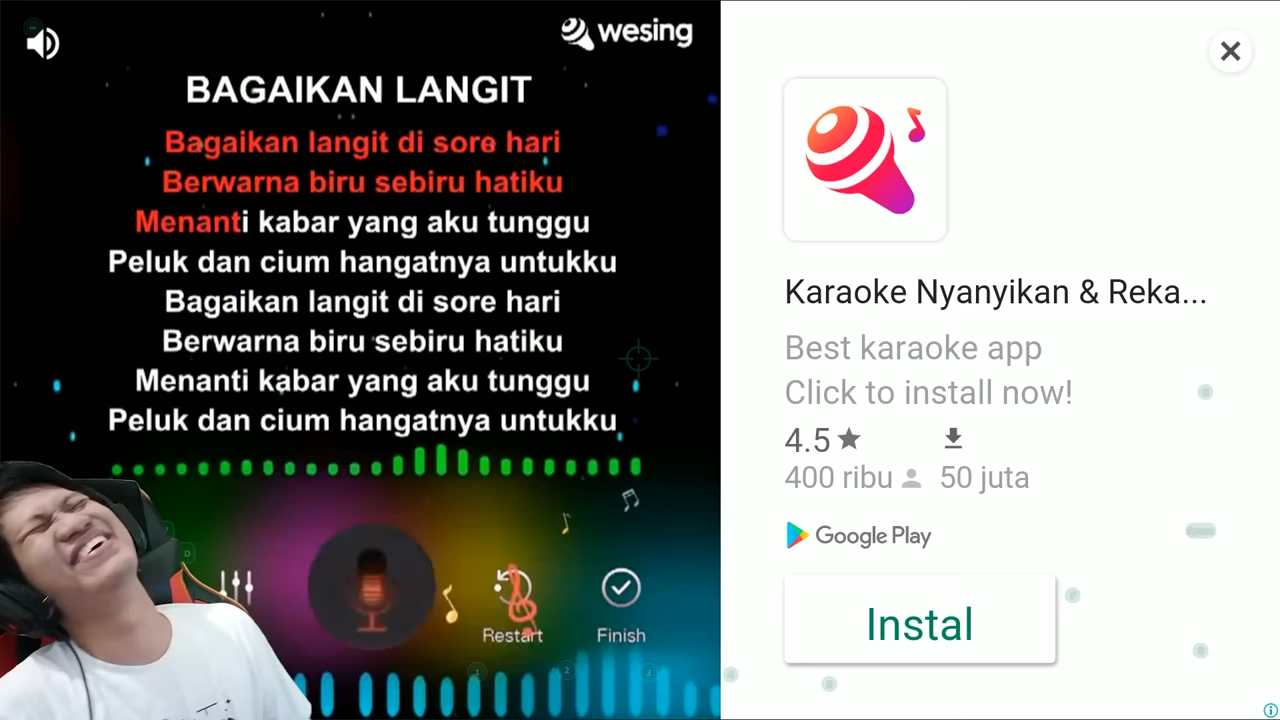 wesing
BAGAIKAN LANGIT
Bagaikan langit di sore hari
Berwarna biru sebiru hatiku
Menanti kabar yang aku tunggu
Peluk dan cium hangatnya untukku
Bagaikan langit di sore hari
Berwarna biru sebiru hatiku
Menanti kabar yang aku tunggu
Peluk dan cium hangatnya untukku
Restart
Finish
D
1
2
3
Karaoke Nyanyikan & Reka...
Best karaoke app
Click to install now!
4.5
400 ribu
50 juta
Google Play
Instal